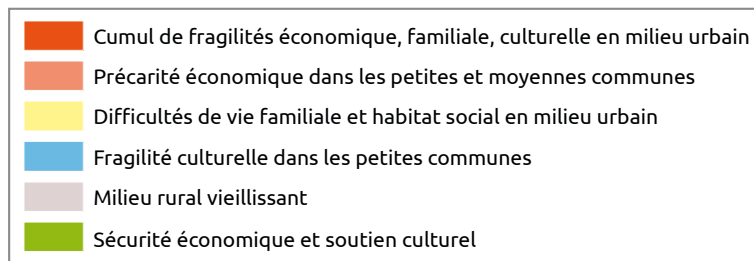 Cumul de fragilités économique, familiale, culturelle en milieu urbain
Précarité économique dans les petites et moyennes communes
Difficultés de vie familiale et habitat social en milieu urbain
Fragilité culturelle dans les petites communes
Milieu rural vieillissant
Sécurité économique et soutien culturel